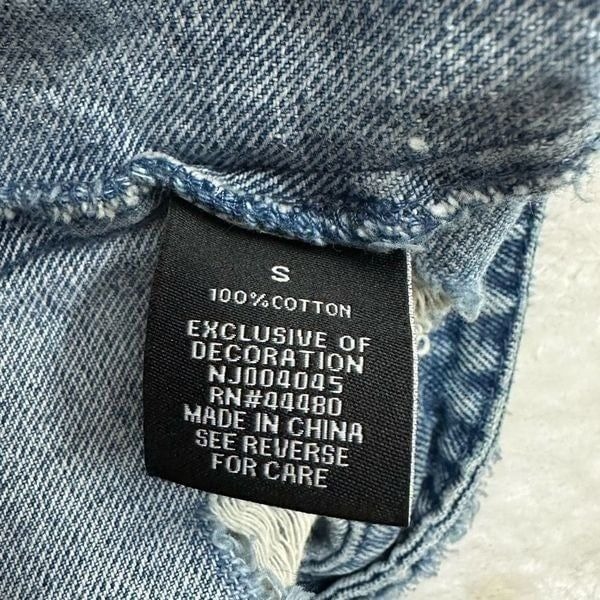 S
100% COTTON
EXCLUSIVE OF
DECORATION
NJ004045
RN#44480
MADE IN CHINA
SEE REVERSE
FOR CARE